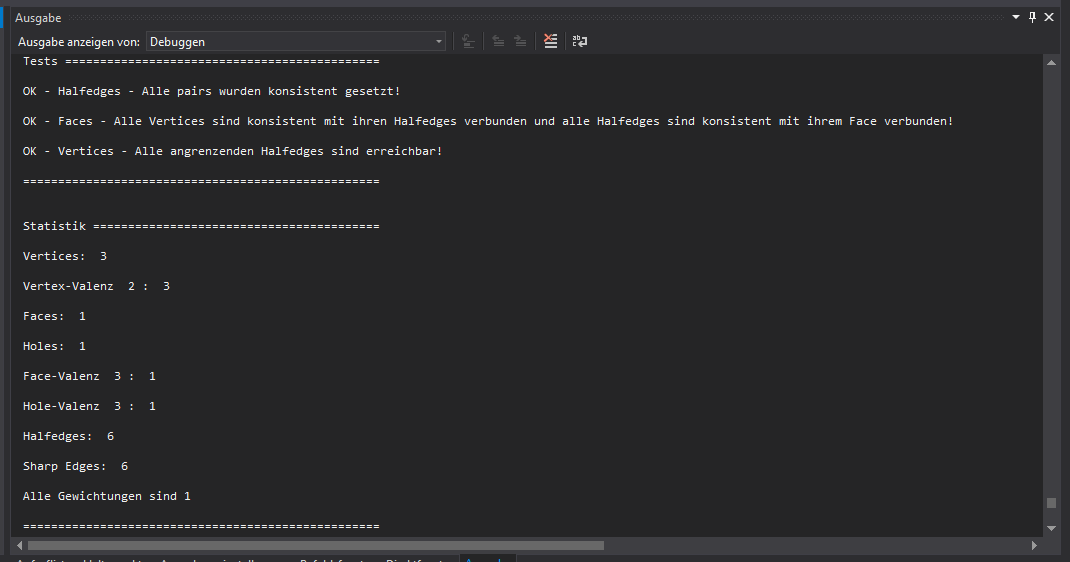 Ausgabe
Ausgabe anzeigen von: Debuggen
Tests =============================================
OK - Halfedges - Alle pairs wurden konsistent gesetzt!
OK - Faces - Alle Vertices sind konsistent mit ihren Halfedges verbunden und alle Halfedges sind konsistent mit ihrem Face verbunden!
OK - Vertices - Alle angrenzenden Halfedges sind erreichbar!
===================================================
Statistik =========================================
Vertices:  3
Vertex-Valenz  2 :  3
Faces:  1
Holes:  1
Face-Valenz  3 :  1
Hole-Valenz  3 :  1
Halfedges:  6
Sharp Edges:  6
Alle Gewichtungen sind 1
===================================================